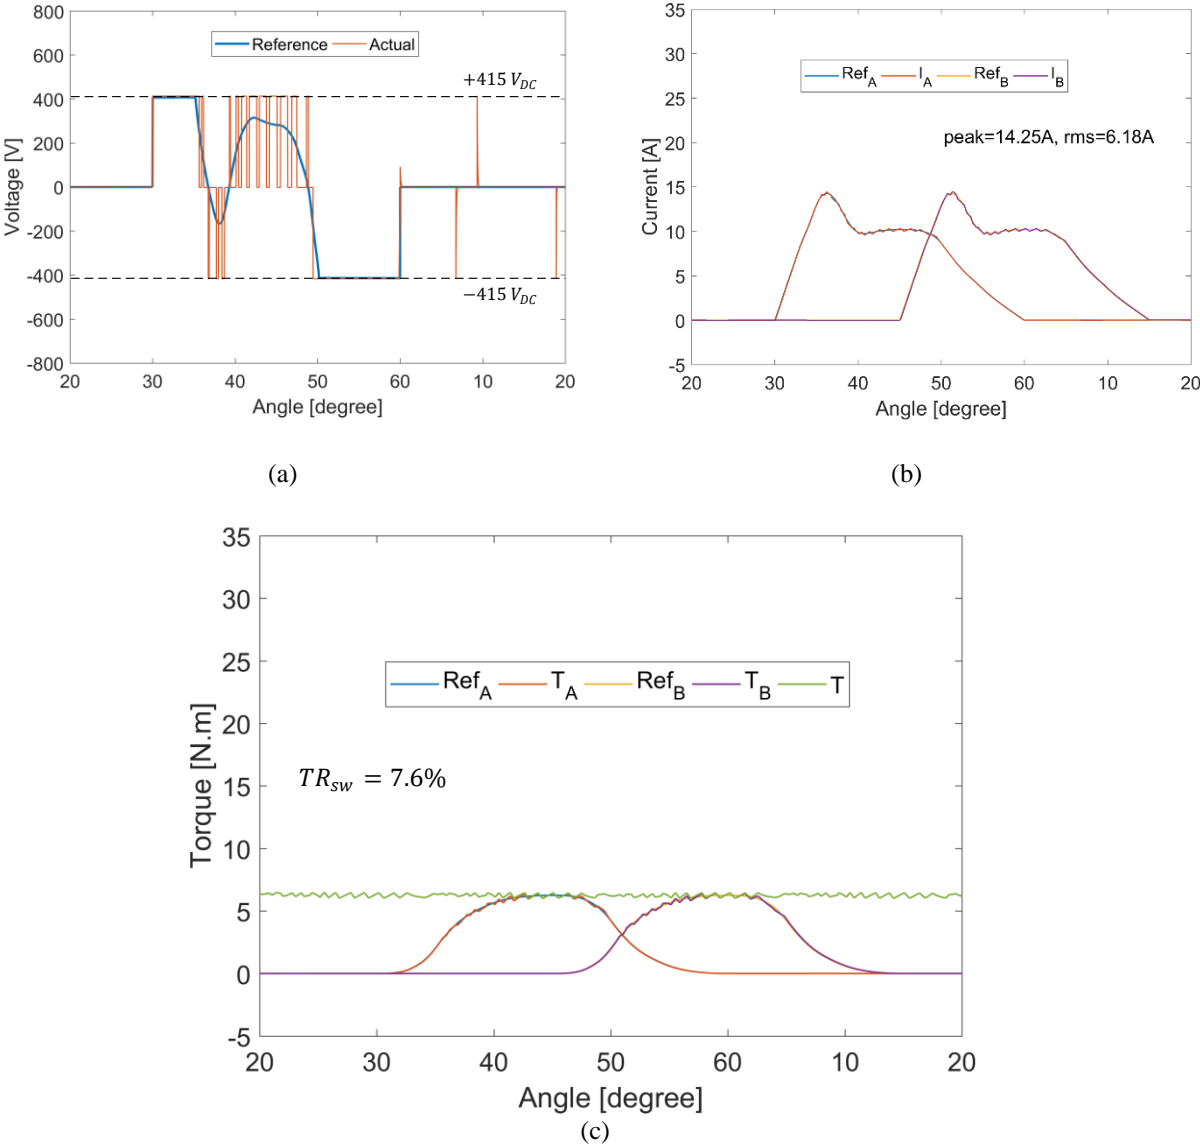 800
600
400
200
0
-200
-400
-600
-800
Voltage [V]
Reference Actual
+415 V_DC
−415 V_DC
20 30 40 50 60 10 20
Angle [degree]
(a)
35
30
25
20
15
10
5
0
-5
Current [A]
Ref_A I_A Ref_B I_B
peak=14.25A, rms=6.18A
20 30 40 50 60 10 20
Angle [degree]
(b)
35
30
25
20
15
10
5
0
-5
Torque [N.m]
Ref_A T_A Ref_B T_B T
TR_sw = 7.6%
20 30 40 50 60 10 20
Angle [degree]
(c)